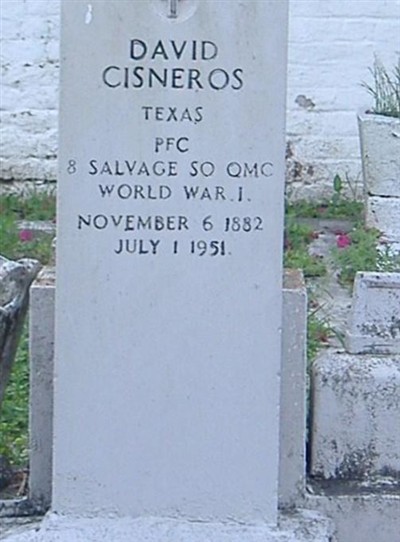 DAVID
CISNEROS
TEXAS
PFC
8 SALVAGE SO QMC
WORLD WAR I
NOVEMBER 6 1882
JULY 1 1951